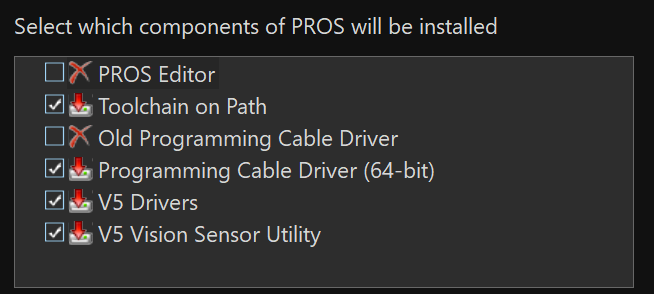 Select which components of PROS will be installed
PROS Editor
Toolchain on Path
Old Programming Cable Driver
Programming Cable Driver (64-bit)
V5 Drivers
V5 Vision Sensor Utility